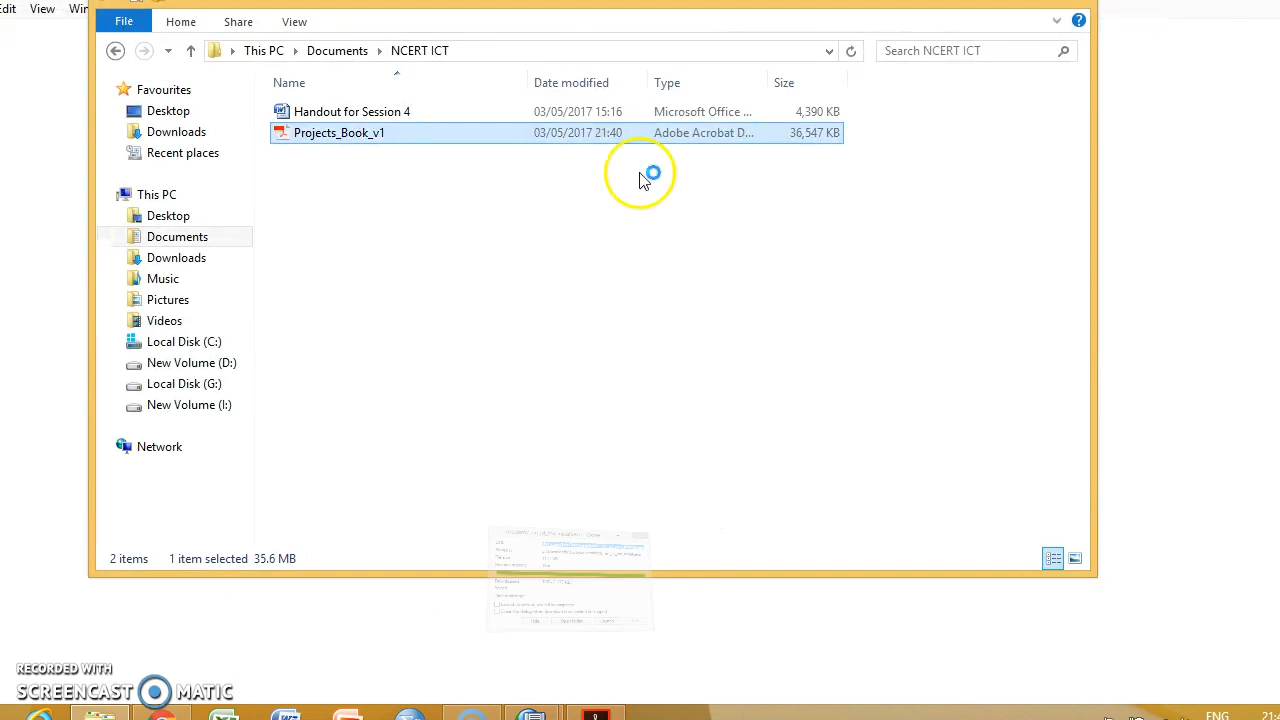 Edit View
File Home Share View
This PC Documents NCERT ICT Search NCERT ICT
Name Date modified Type Size
Handout for Session 4 03/05/2017 15:16 Microsoft Office ... 4,390 KB
Projects_Book_v1 03/05/2017 21:40 Adobe Acrobat D... 36,547 KB
Favourites
Desktop
Downloads
Recent places
This PC
Desktop
Documents
Downloads
Music
Pictures
Videos
Local Disk (C:)
New Volume (D:)
Local Disk (G:)
New Volume (I:)
Network
2 items 1 item selected 35.6 MB
RECORDED WITH
SCREENCAST MATIC
ENG